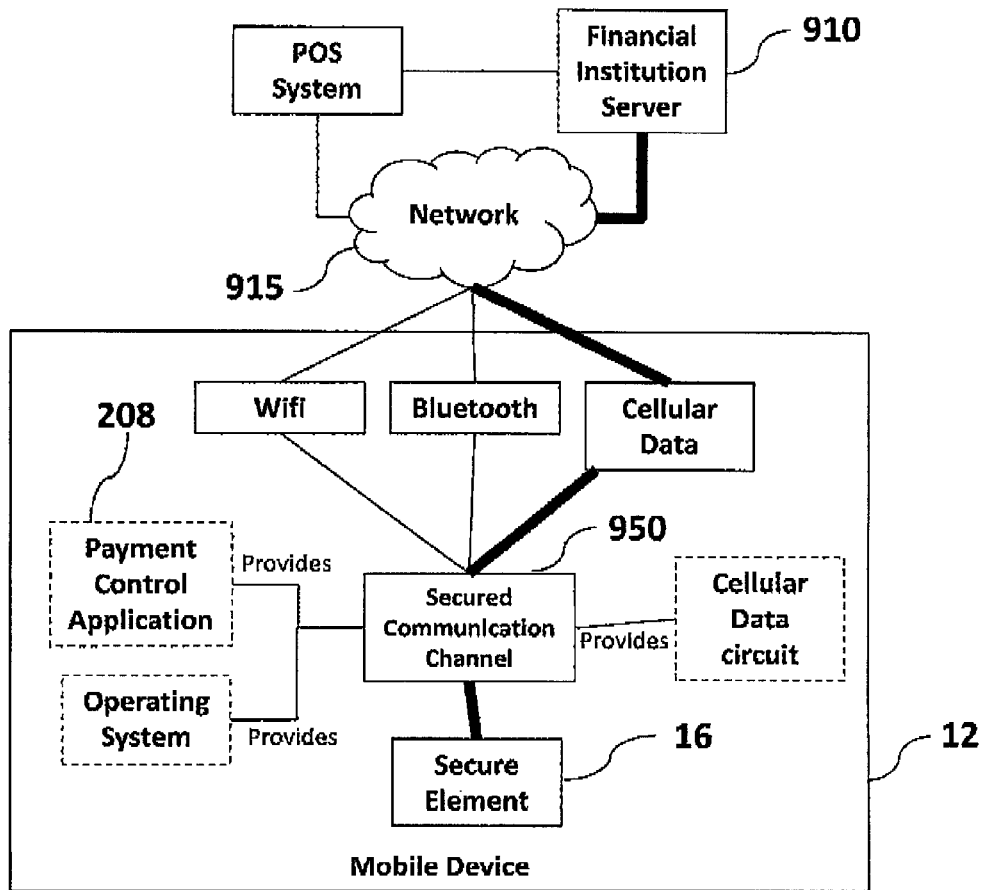 POS
System
Financial
Institution
Server
910
Network
915
Wifi
Bluetooth
Cellular
Data
208
Payment
Control
Application
Provides
950
Secured
Communication
Channel
Provides
Cellular
Data
circuit
Operating
System
Provides
Secure
Element
16
12
Mobile Device